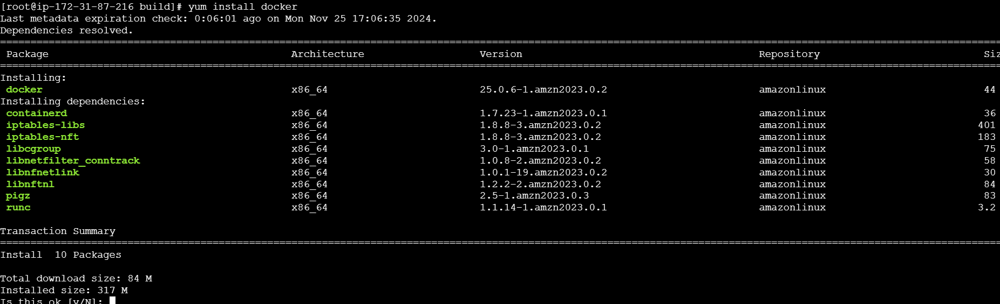 [root@ip-172-31-87-216 build]# yum install docker
Last metadata expiration check: 0:06:01 ago on Mon Nov 25 17:06:35 2024.
Dependencies resolved.
Package Architecture Version Repository Siz
Installing:
docker x86_64 25.0.6-1.amzn2023.0.2 amazonlinux 44
Installing dependencies:
containerd x86_64 1.7.23-1.amzn2023.0.1 amazonlinux 36
iptables-libs x86_64 1.8.8-3.amzn2023.0.2 amazonlinux 401
iptables-nft x86_64 1.8.8-3.amzn2023.0.2 amazonlinux 183
libcgroup x86_64 3.0-1.amzn2023.0.1 amazonlinux 75
libnetfilter_conntrack x86_64 1.0.8-2.amzn2023.0.2 amazonlinux 58
libnfnetlink x86_64 1.0.1-19.amzn2023.0.2 amazonlinux 30
libnftnl x86_64 1.2.2-2.amzn2023.0.2 amazonlinux 84
pigz x86_64 2.5-1.amzn2023.0.3 amazonlinux 83
runc x86_64 1.1.14-1.amzn2023.0.1 amazonlinux 3.2
Transaction Summary
Install 10 Packages
Total download size: 84 M
Installed size: 317 M
Is this ok [y/N]: